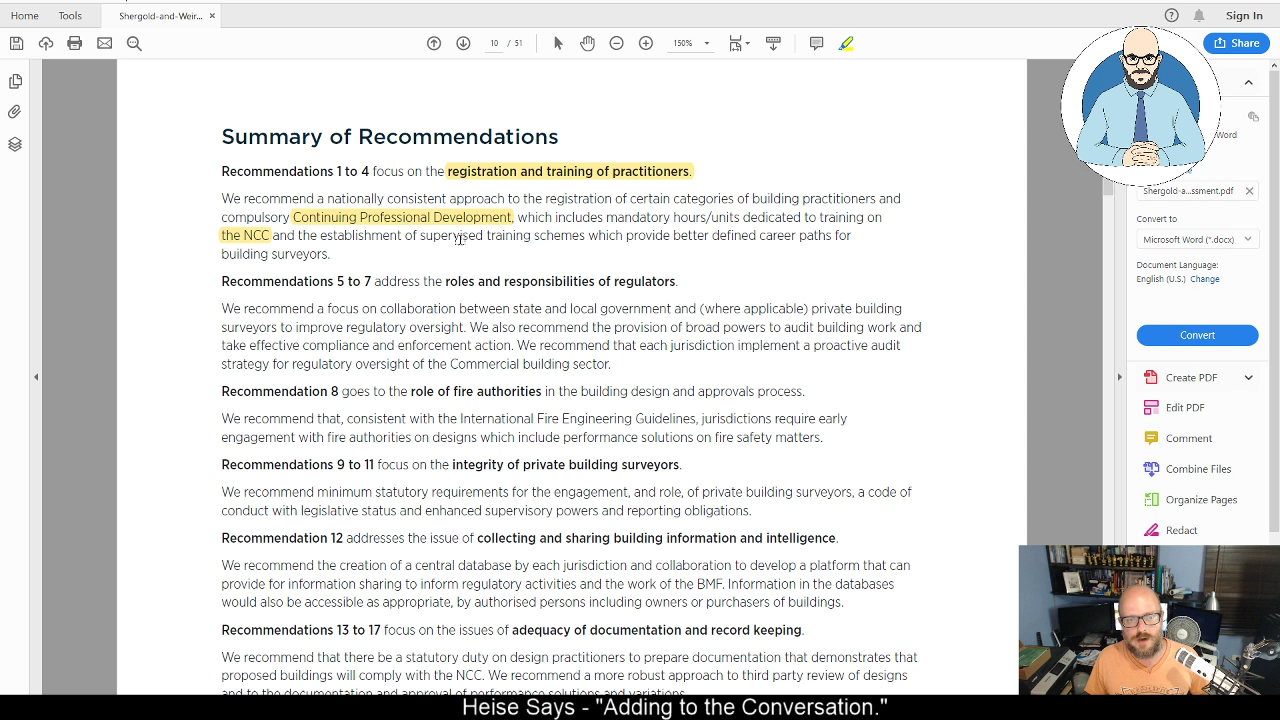 Home Tools Shergold-and-Weir... × Sign In
10 / 51 150% Share
Summary of Recommendations
Recommendations 1 to 4 focus on the registration and training of practitioners.
We recommend a nationally consistent approach to the registration of certain categories of building practitioners and
compulsory Continuing Professional Development, which includes mandatory hours/units dedicated to training on
the NCC and the establishment of supervised training schemes which provide better defined career paths for
building surveyors.
Recommendations 5 to 7 address the roles and responsibilities of regulators.
We recommend a focus on collaboration between state and local government and (where applicable) private building
surveyors to improve regulatory oversight. We also recommend the provision of broad powers to audit building work and
take effective compliance and enforcement action. We recommend that each jurisdiction implement a proactive audit
strategy for regulatory oversight of the Commercial building sector.
Recommendation 8 goes to the role of fire authorities in the building design and approvals process.
We recommend that, consistent with the International Fire Engineering Guidelines, jurisdictions require early
engagement with fire authorities on designs which include performance solutions on fire safety matters.
Recommendations 9 to 11 focus on the integrity of private building surveyors.
We recommend minimum statutory requirements for the engagement, and role, of private building surveyors, a code of
conduct with legislative status and enhanced supervisory powers and reporting obligations.
Recommendation 12 addresses the issue of collecting and sharing building information and intelligence.
We recommend the creation of a central database by each jurisdiction and collaboration to develop a platform that can
provide for information sharing to inform regulatory activities and the work of the BMF. Information in the databases
would also be accessible as appropriate, by authorised persons including owners or purchasers of buildings.
Recommendations 13 to 17 focus on the issues of adequacy of documentation and record keeping.
We recommend that there be a statutory duty on design practitioners to prepare documentation that demonstrates that
proposed buildings will comply with the NCC. We recommend a more robust approach to third party review of designs
and to the documentation and approval of performance solutions and variations.
Word
Shergold-a...ssment.pdf
Convert to
Microsoft Word (*.docx)
Document Language:
English (U.S.) Change
Convert
Create PDF
Edit PDF
Comment
Combine Files
Organize Pages
Redact
Heise Says - "Adding to the Conversation."